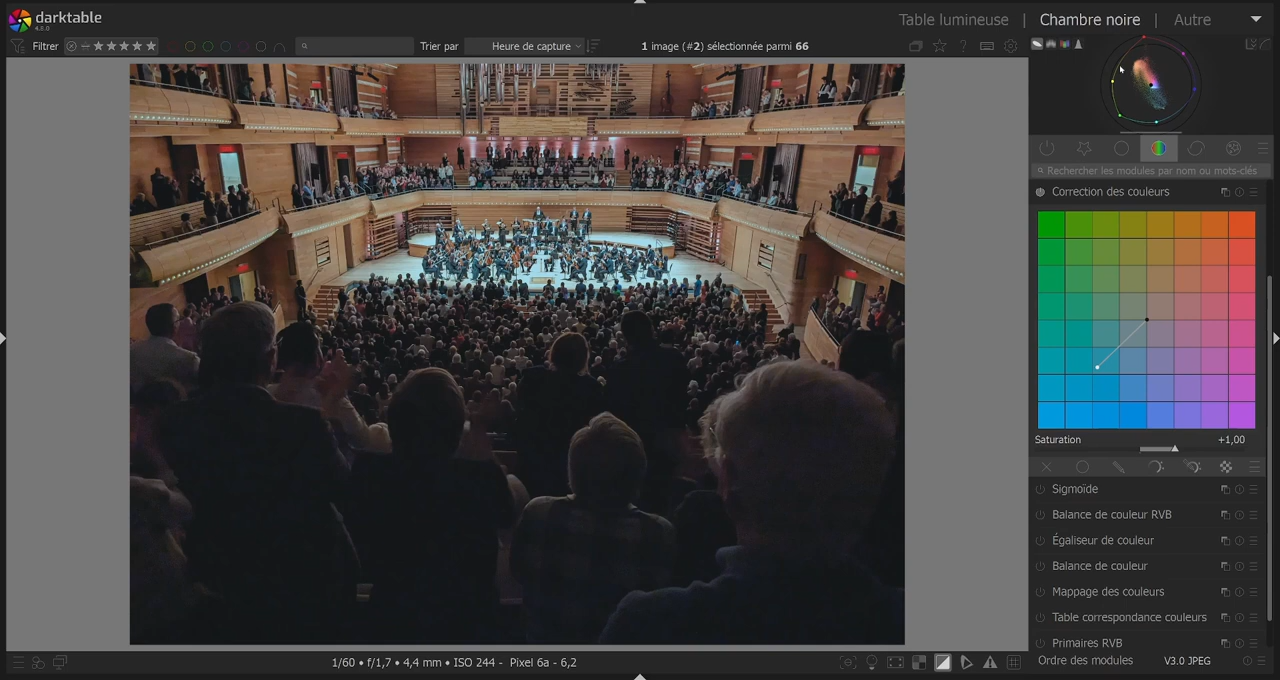 darktable
4.8.0
Table lumineuse | Chambre noire | Autre
Filtrer
Trier par Heure de capture
1 image (#2) sélectionnée parmi 66
Rechercher les modules par nom ou mots-clés
Correction des couleurs
Saturation +1,00
Sigmoïde
Balance de couleur RVB
Égaliseur de couleur
Balance de couleur
Mappage des couleurs
Table correspondance couleurs
Primaires RVB
Ordre des modules V3.0 JPEG
1/60 • f/1,7 • 4,4 mm • ISO 244 - Pixel 6a - 6,2